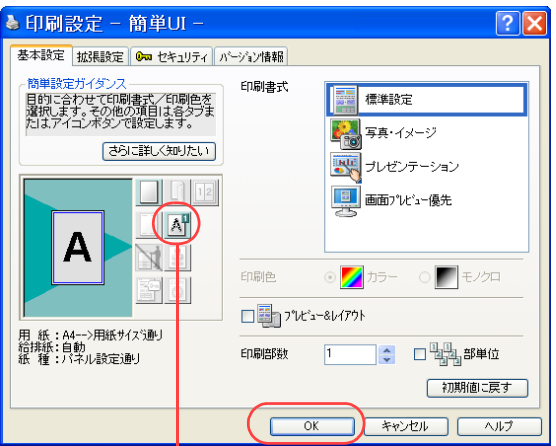 印刷設定 - 簡単UI -
基本設定
拡張設定
セキュリティ
バージョン情報
簡単設定ガイダンス
目的に合わせて印刷書式/印刷色を
選択します。その他の項目は各タブま
たはアイコンボタンで設定します。
さらに詳しく知りたい
印刷書式
標準設定
写真・イメージ
プレゼンテーション
画面プレビュー優先
1 2
A
A 1
印刷色
カラー
モノクロ
プレビュー&レイアウト
用 紙:A4-->用紙サイズ通り
給排紙:自動
紙 種:パネル設定通り
印刷部数
1
部単位
初期値に戻す
OK
キャンセル
ヘルプ